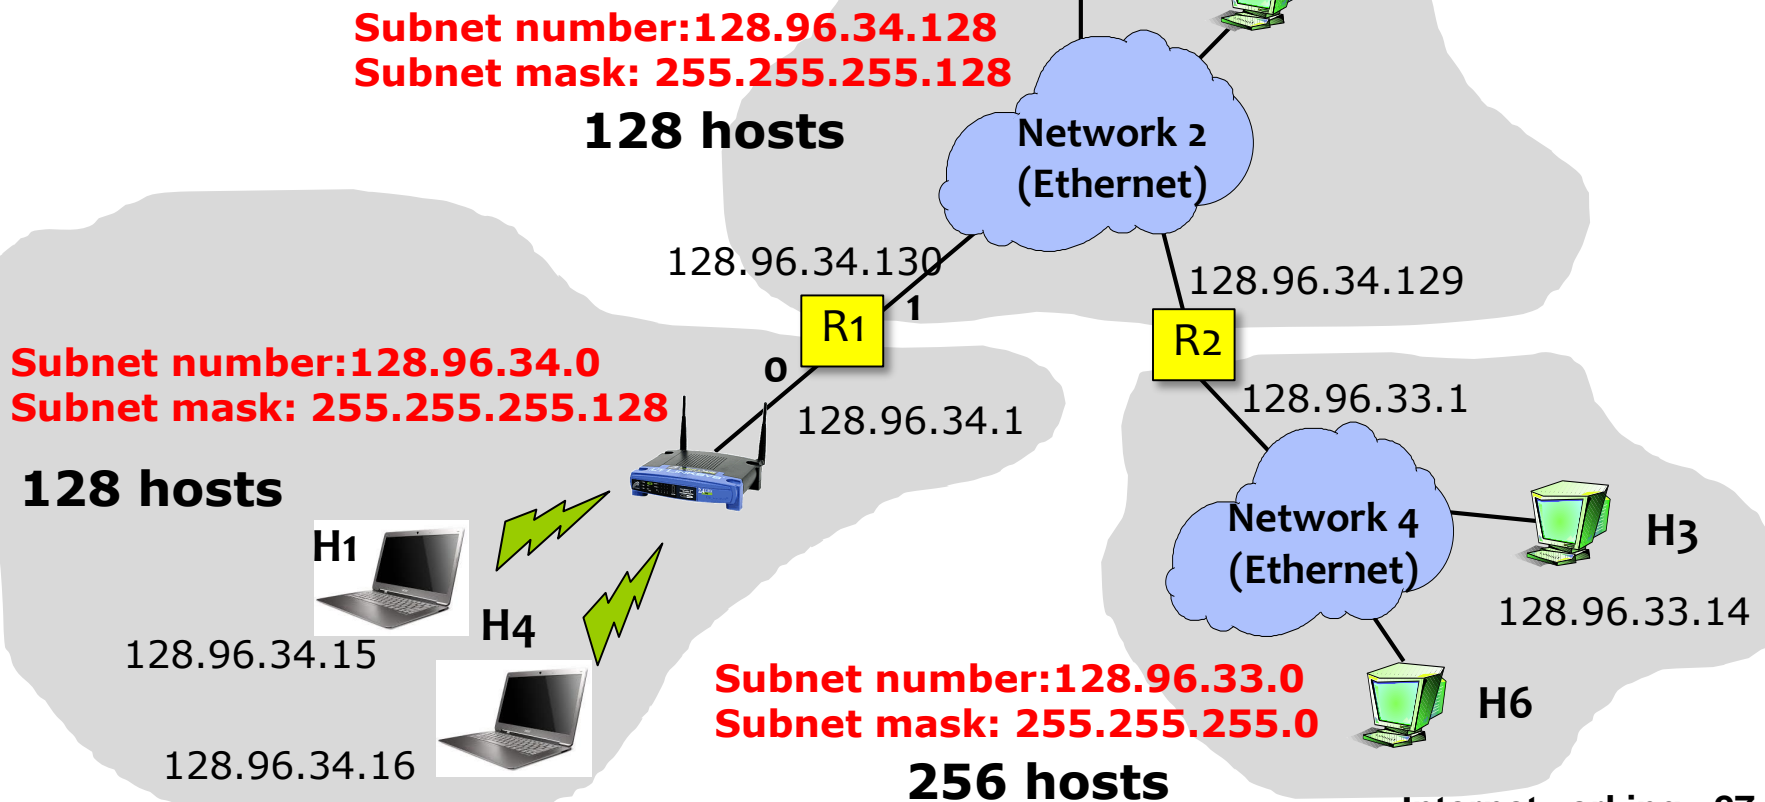 Subnet number:128.96.34.128
Subnet mask: 255.255.255.128
128 hosts
Network 2
(Ethernet)
128.96.34.130
128.96.34.129
R1
1
R2
0
Subnet number:128.96.34.0
Subnet mask: 255.255.255.128
128.96.34.1
128.96.33.1
128 hosts
Network 4
(Ethernet)
H1
H3
H4
128.96.33.14
128.96.34.15
Subnet number:128.96.33.0
Subnet mask: 255.255.255.0
H6
128.96.34.16
256 hosts